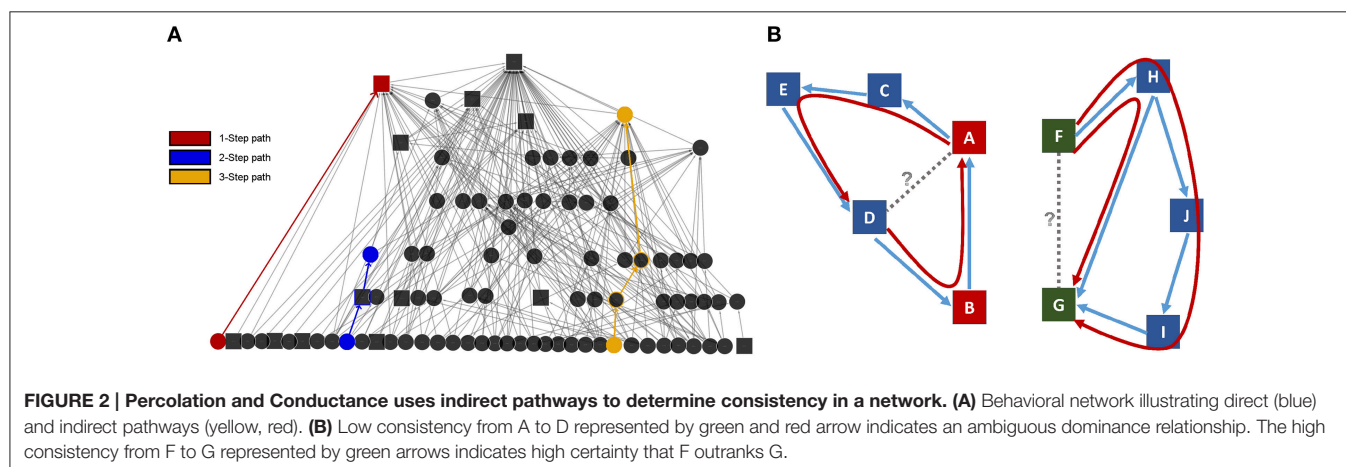 A
B
1-Step path
2-Step path
3-Step path
E
C
A
?
D
B
H
F
?
J
G
I
FIGURE 2 | Percolation and Conductance uses indirect pathways to determine consistency in a network. (A) Behavioral network illustrating direct (blue)
and indirect pathways (yellow, red). (B) Low consistency from A to D represented by green and red arrow indicates an ambiguous dominance relationship. The high
consistency from F to G represented by green arrows indicates high certainty that F outranks G.